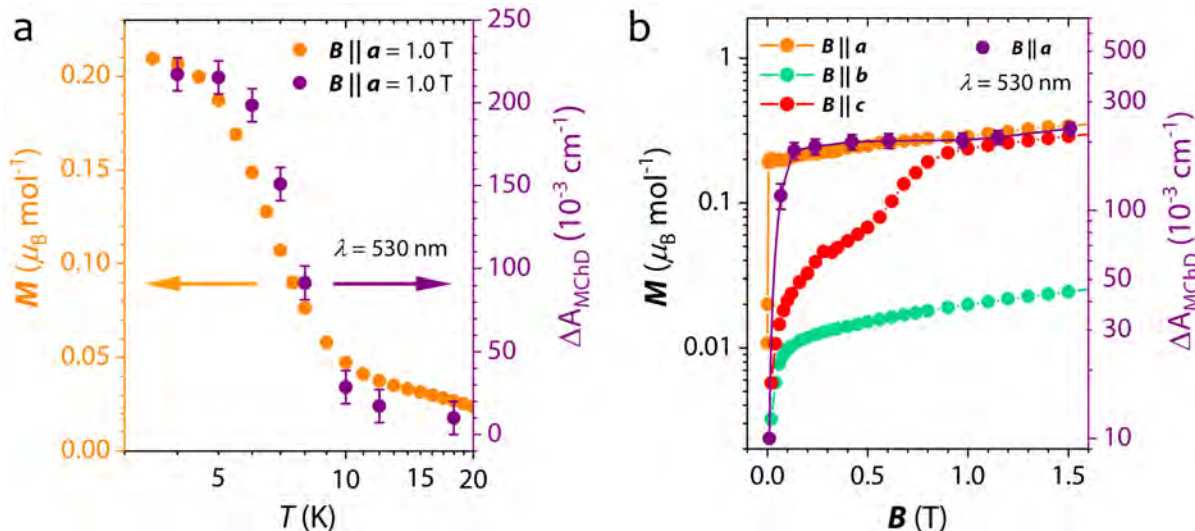 a
B || a = 1.0 T
B || a = 1.0 T
λ = 530 nm
M (μB mol-1)
0.20
0.15
0.10
0.05
0.00
5
10
15
20
T (K)
250
200
150
100
50
0
ΔAMChD (10-3 cm-1)
b
B || a
B || b
B || c
B || a
λ = 530 nm
M (μB mol-1)
1
0.1
0.01
0.0
0.5
1.0
1.5
B (T)
500
300
200
100
50
30
10
ΔAMChD (10-3 cm-1)